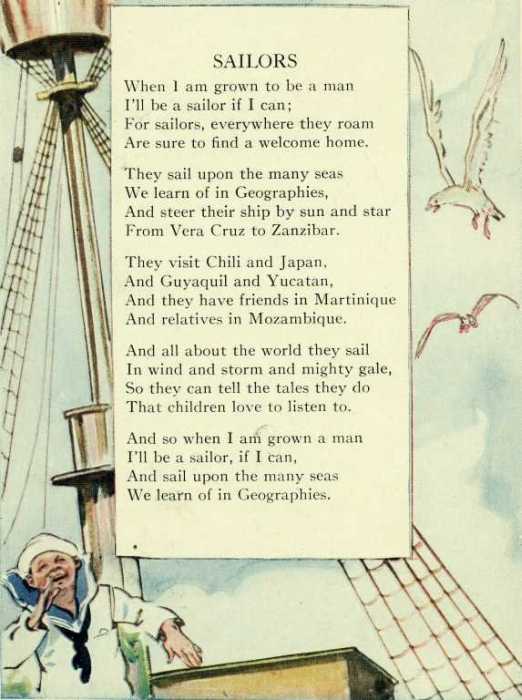 SAILORS
When I am grown to be a man
I'll be a sailor if I can;
For sailors, everywhere they roam
Are sure to find a welcome home.
They sail upon the many seas
We learn of in Geographies,
And steer their ship by sun and star
From Vera Cruz to Zanzibar.
They visit Chili and Japan,
And Guyaquil and Yucatan,
And they have friends in Martinique
And relatives in Mozambique.
And all about the world they sail
In wind and storm and mighty gale,
So they can tell the tales they do
That children love to listen to.
And so when I am grown a man
I'll be a sailor, if I can,
And sail upon the many seas
We learn of in Geographies.